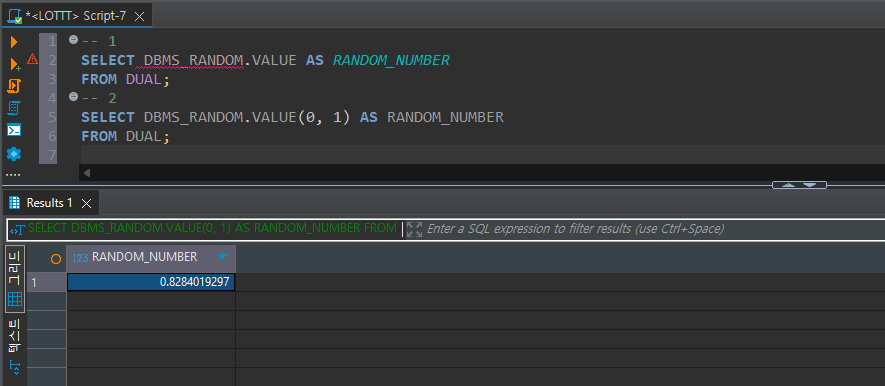 *<LOTTT> Script-7
1 -- 1
2 SELECT DBMS_RANDOM.VALUE AS RANDOM_NUMBER
3 FROM DUAL;
4 -- 2
5 SELECT DBMS_RANDOM.VALUE(0, 1) AS RANDOM_NUMBER
6 FROM DUAL;
7
Results 1
SELECT DBMS_RANDOM.VALUE(0, 1) AS RANDOM_NUMBER FROM
Enter a SQL expression to filter results (use Ctrl+Space)
그리드
123 RANDOM_NUMBER
1 0.8284019297
텍스트